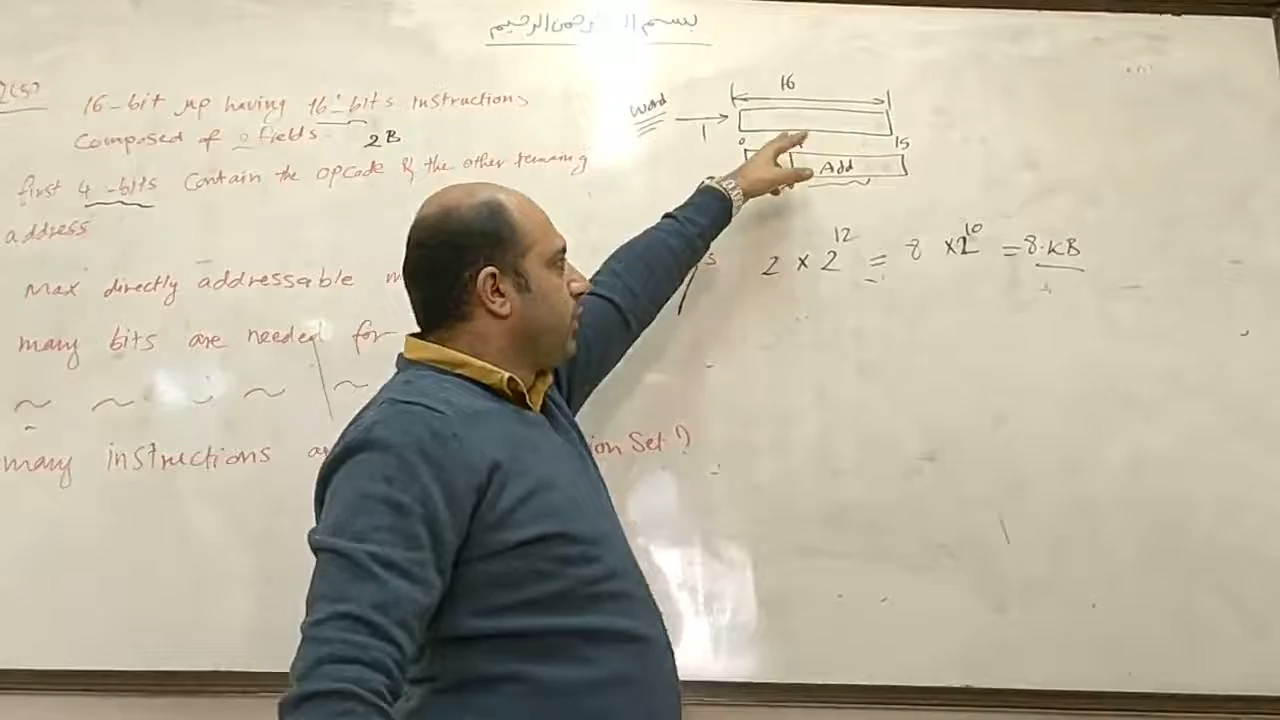 بسم الله الرحمن الرحيم
16-bit μp having 16-bits instructions
Composed of 2 fields. 2B
first 4-bits Contain the opcode & the other remaing
address
Max directly addressable
many bits are needed for
many instructions
ion Set?
word
1
16
0
15
Add
2 × 2^12 = 8 × 2^10 = 8 KB